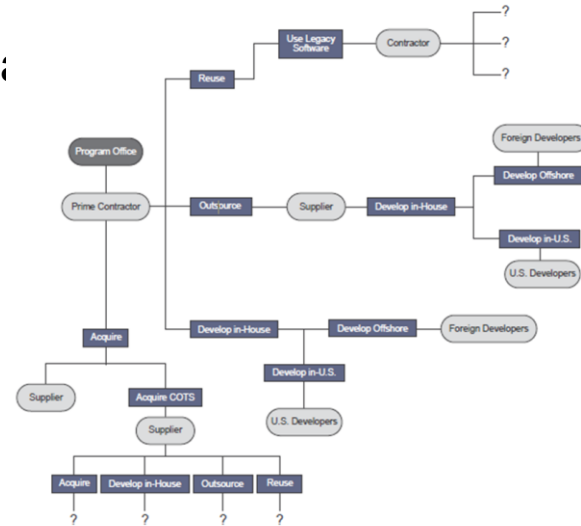 ?
Use Legacy
Software
Contractor
?
Reuse
?
Program Office
Foreign Developers
Develop Offshore
Prime Contractor
Outsource
Supplier
Develop in-House
Develop in-U.S.
U.S. Developers
Acquire
Develop in-House
Develop Offshore
Foreign Developers
Develop in-U.S.
Supplier
Acquire COTS
U.S. Developers
Supplier
Acquire
Develop in-House
Outsource
Reuse
?
?
?
?